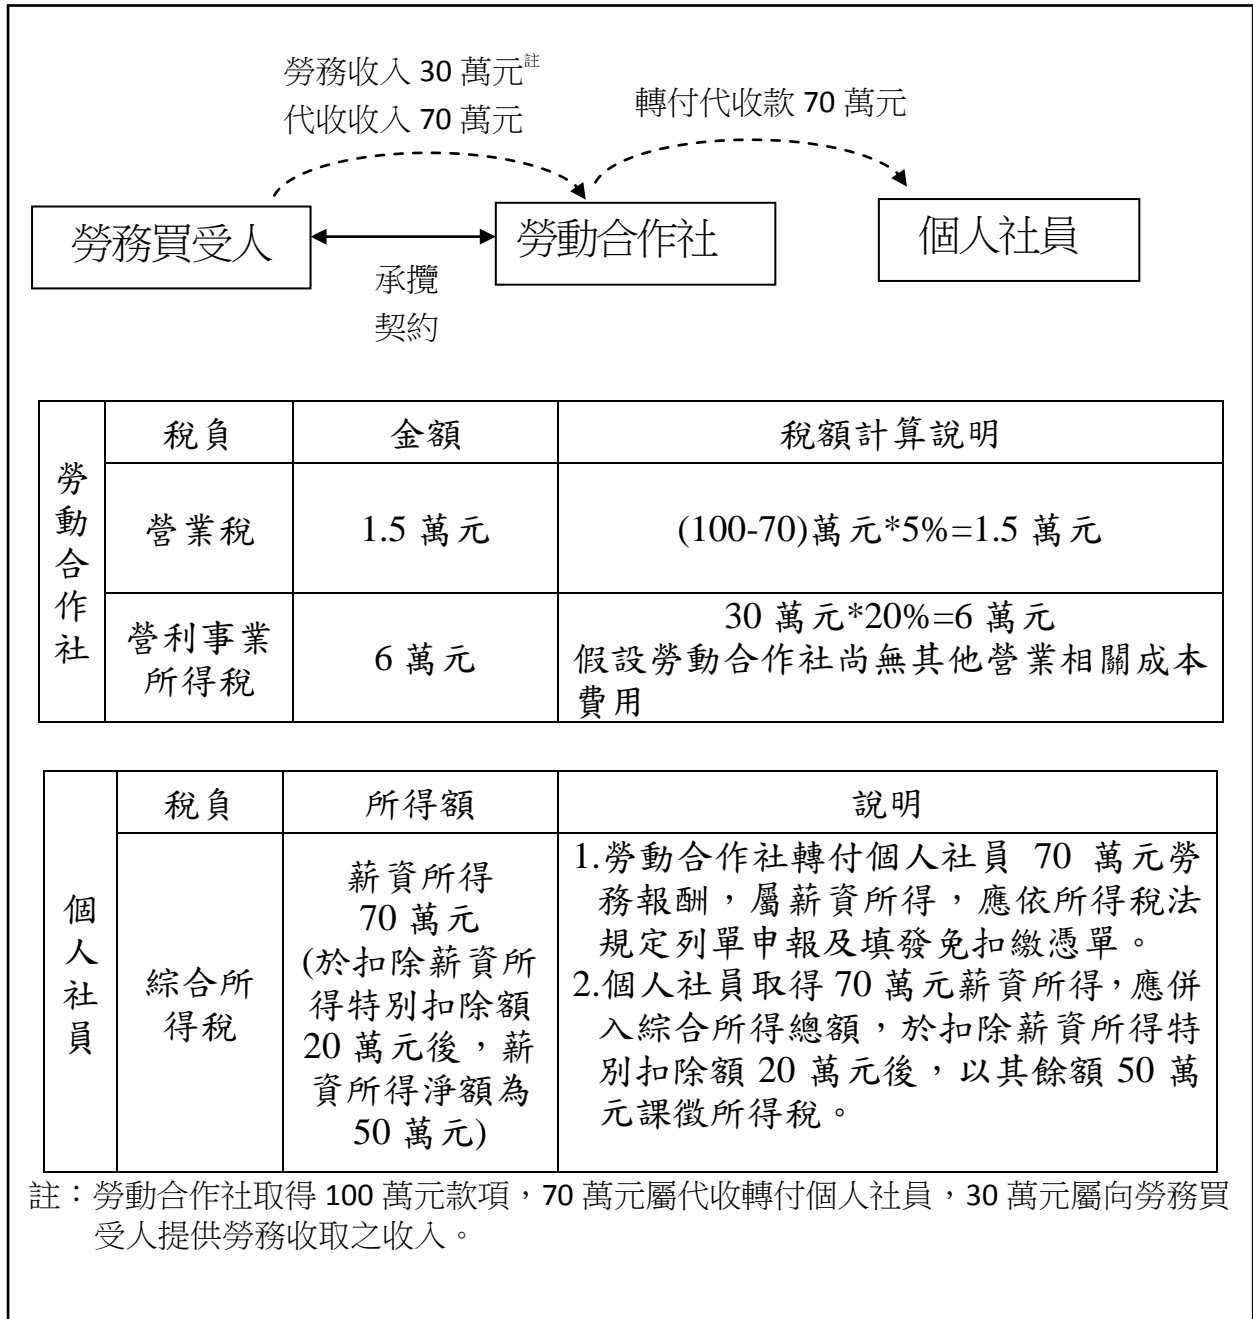 勞務收入 30 萬元註
代收收入 70 萬元
轉付代收款 70 萬元
勞務買受人
勞動合作社
個人社員
承攬
契約
勞動合作社
稅負
金額
稅額計算說明
營業稅
1.5 萬元
(100-70)萬元*5%=1.5 萬元
營利事業
所得稅
6 萬元
30 萬元*20%=6 萬元
假設勞動合作社尚無其他營業相關成本
費用
個人社員
稅負
所得額
說明
綜合所
得稅
薪資所得
70 萬元
(於扣除薪資所
得特別扣除額
20 萬元後，薪
資所得淨額為
50 萬元)
1.勞動合作社轉付個人社員 70 萬元勞
務報酬，屬薪資所得，應依所得稅法
規定列單申報及填發免扣繳憑單。
2.個人社員取得 70 萬元薪資所得，應併
入綜合所得總額，於扣除薪資所得特
別扣除額 20 萬元後，以其餘額 50 萬
元課徵所得稅。
註：勞動合作社取得 100 萬元款項，70 萬元屬代收轉付個人社員，30 萬元屬向勞務買
受人提供勞務收取之收入。